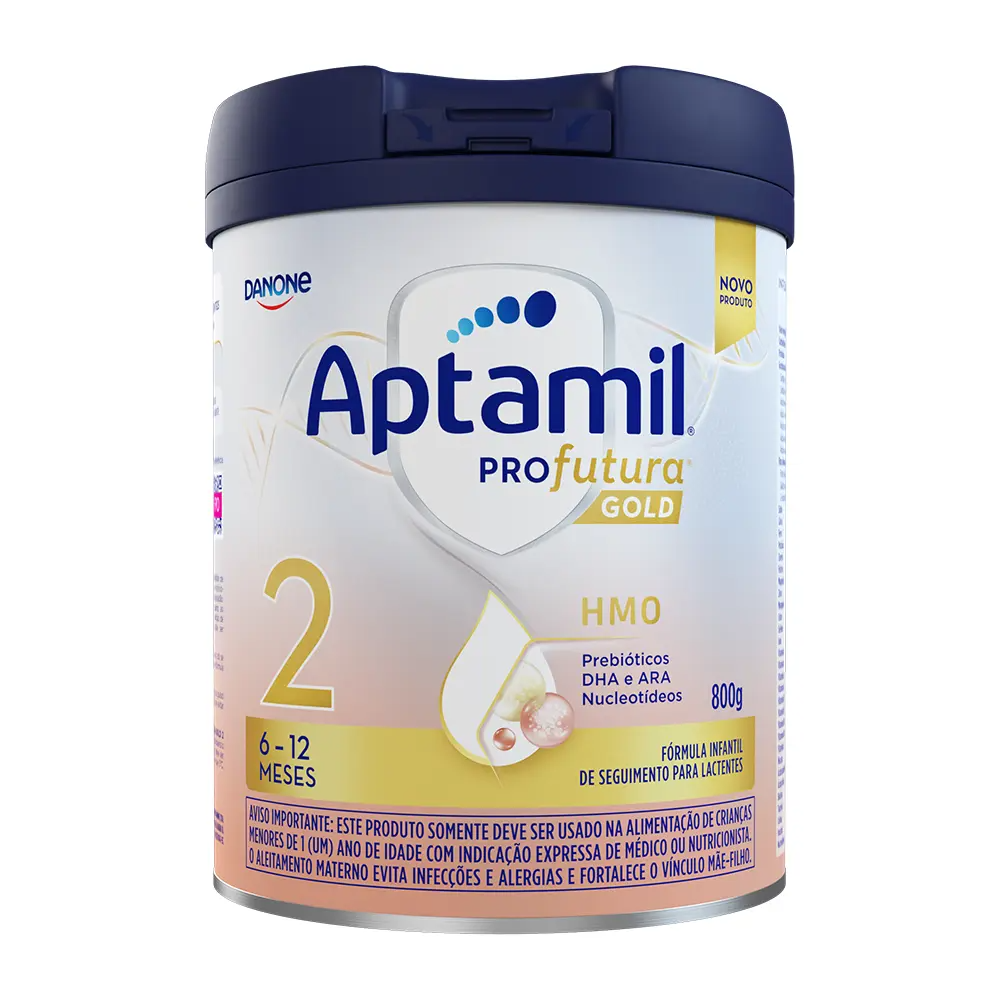 DANONE
NOVO
PRODUTO
Aptamil®
PROfutura®
GOLD
2
HMO
Prebióticos
DHA e ARA
Nucleotídeos
800g
6 - 12
MESES
FÓRMULA INFANTIL
DE SEGUIMENTO PARA LACTENTES
AVISO IMPORTANTE: ESTE PRODUTO SOMENTE DEVE SER USADO NA ALIMENTAÇÃO DE CRIANÇAS
MENORES DE 1 (UM) ANO DE IDADE COM INDICAÇÃO EXPRESSA DE MÉDICO OU NUTRICIONISTA.
O ALEITAMENTO MATERNO EVITA INFECÇÕES E ALERGIAS E FORTALECE O VÍNCULO MÃE-FILHO.